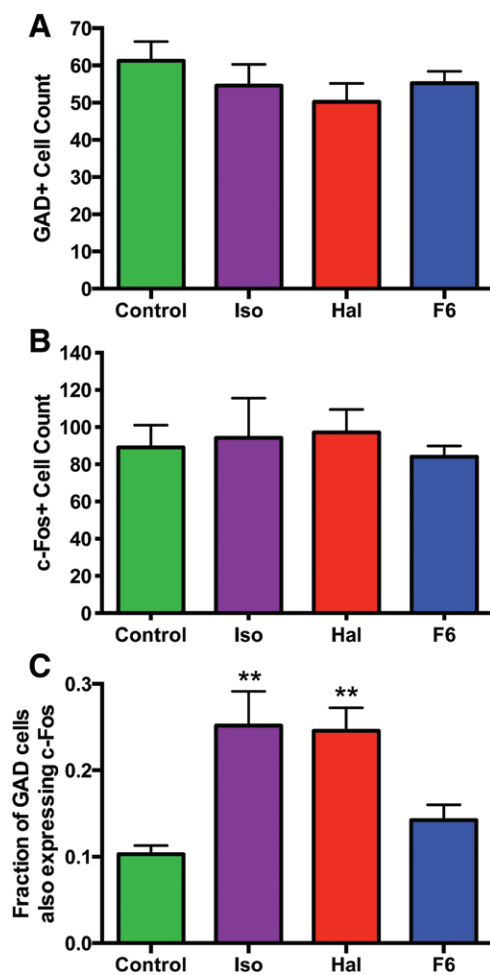 A
GAD+ Cell Count
70
60
50
40
30
20
10
0
Control Iso Hal F6
B
c-Fos+ Cell Count
140
120
100
80
60
40
20
0
Control Iso Hal F6
C
Fraction of GAD cells
also expressing c-Fos
0.3
0.2
0.1
0.0
** **
Control Iso Hal F6